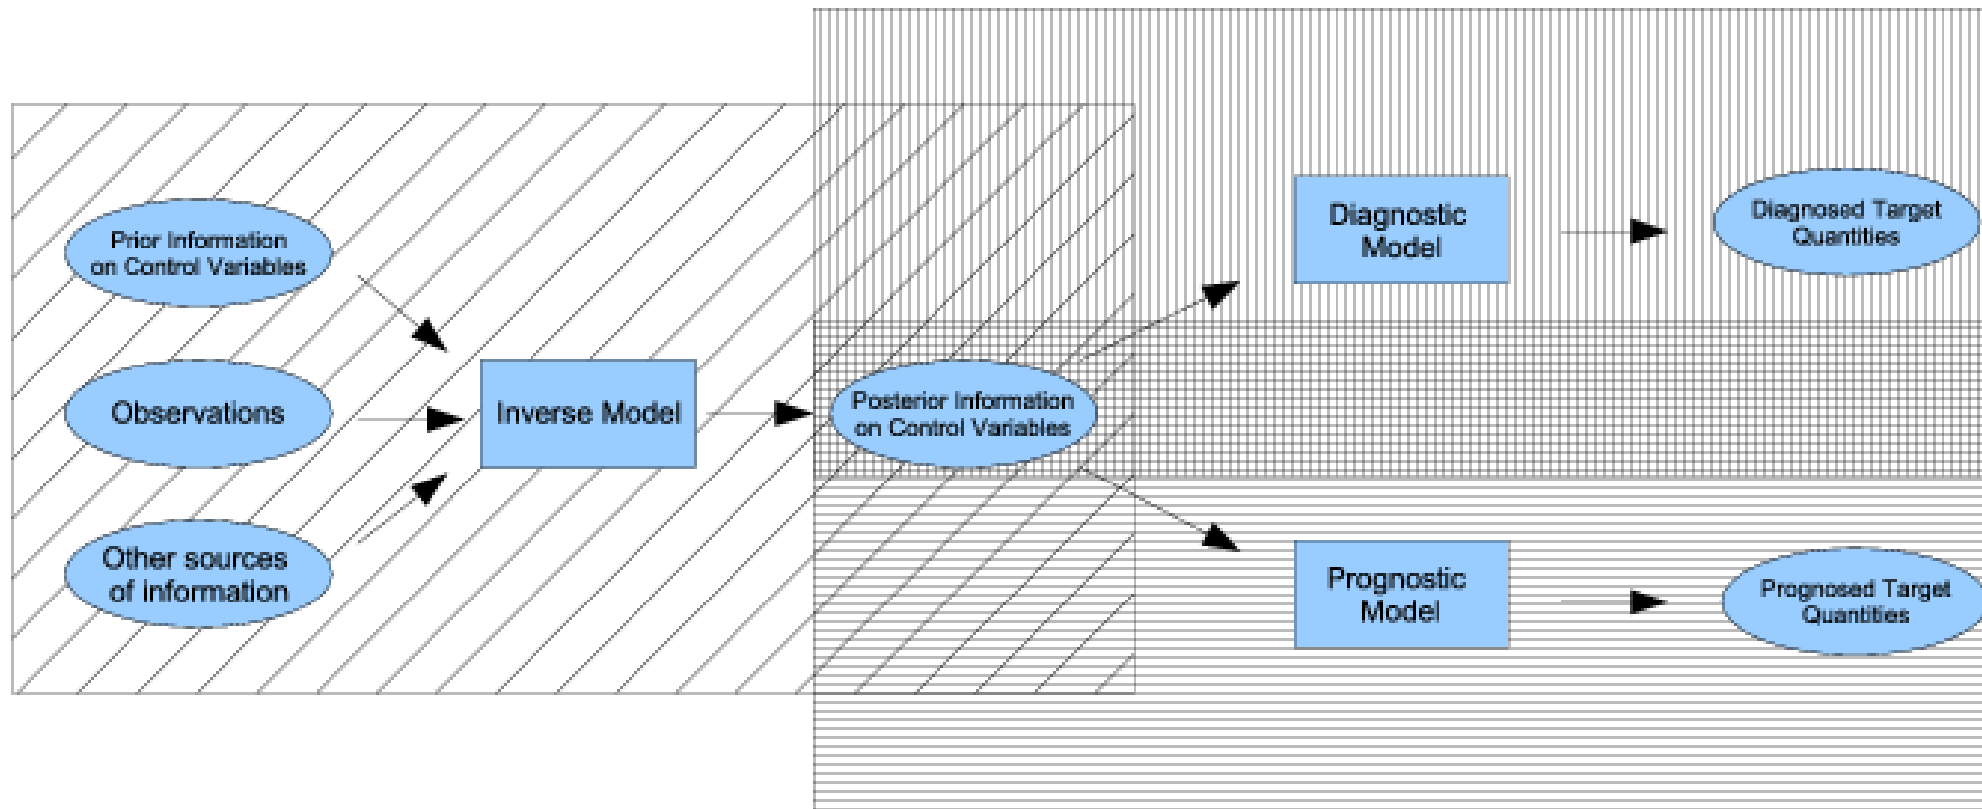 Prior Information
on Control Variables
Observations
Other sources
of information
Inverse Model
Posterior Information
on Control Variables
Diagnostic
Model
Diagnosed Target
Quantities
Prognostic
Model
Prognosed Target
Quantities